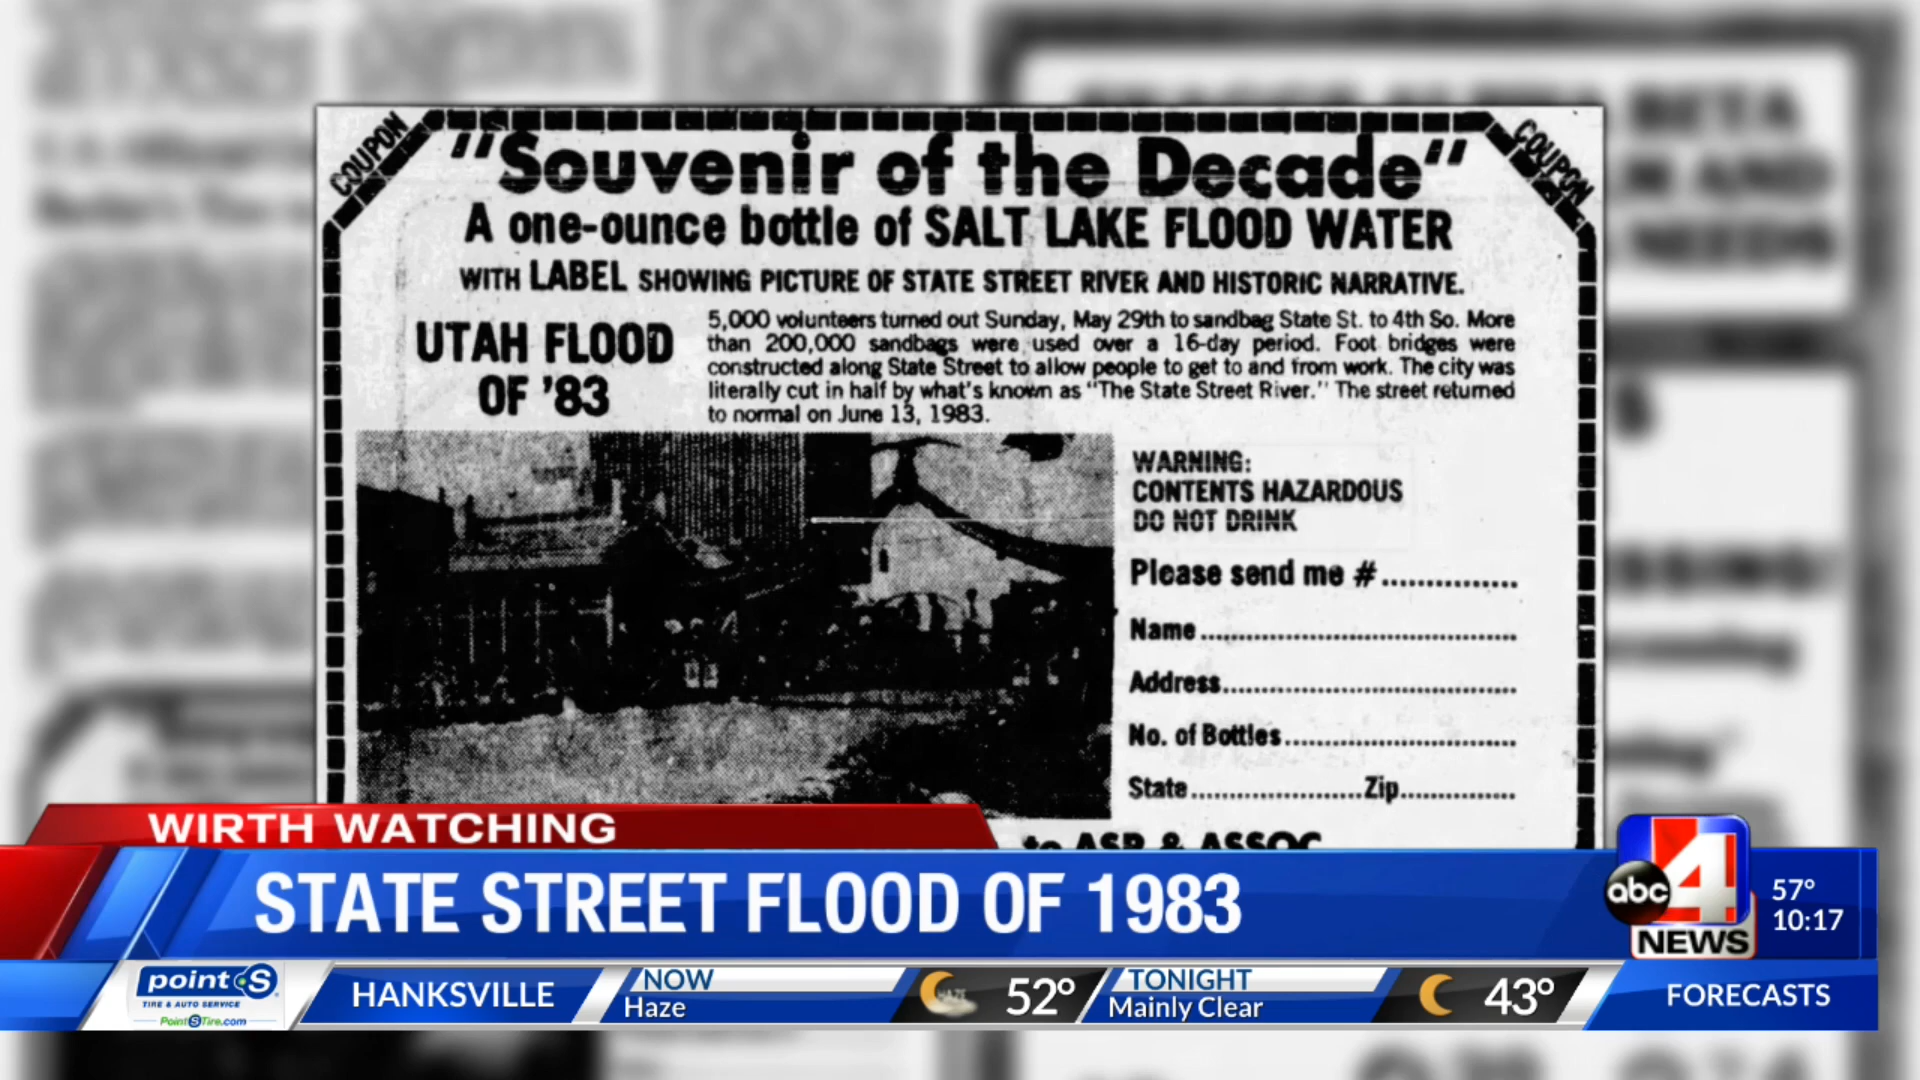 COUPON
COUPON
"Souvenir of the Decade"
A one-ounce bottle of SALT LAKE FLOOD WATER
WITH LABEL SHOWING PICTURE OF STATE STREET RIVER AND HISTORIC NARRATIVE.
UTAH FLOOD
OF '83
5,000 volunteers turned out Sunday, May 29th to sandbag State St. to 4th So. More
than 200,000 sandbags were used over a 16-day period. Foot bridges were
constructed along State Street to allow people to get to and from work. The city was
literally cut in half by what's known as "The State Street River." The street returned
to normal on June 13, 1983.
WARNING:
CONTENTS HAZARDOUS
DO NOT DRINK
Please send me #...............
Name........................................
Address.....................................
No. of Bottles.............................
State......................Zip...............
to ASR & ASSOC
BETA
AND
NEEDS
WIRTH WATCHING
STATE STREET FLOOD OF 1983
abc
4
NEWS
57°
10:17
point S
TIRE & AUTO SERVICE
PointSTire.com
HANKSVILLE
NOW
Haze
HAZE
52°
TONIGHT
Mainly Clear
43°
FORECASTS